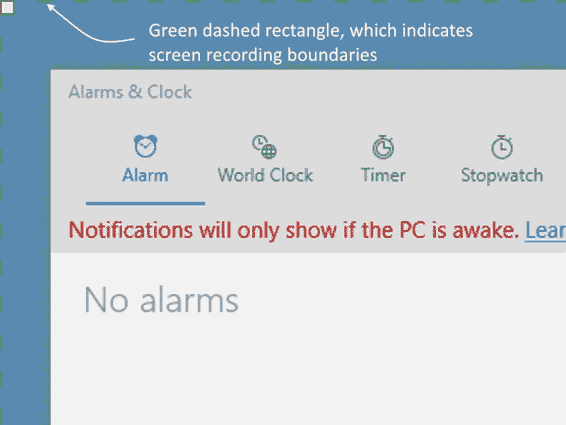 Green dashed rectangle, which indicates
screen recording boundaries
Alarms & Clock
Alarm World Clock Timer Stopwatch
Notifications will only show if the PC is awake. Lear
No alarms